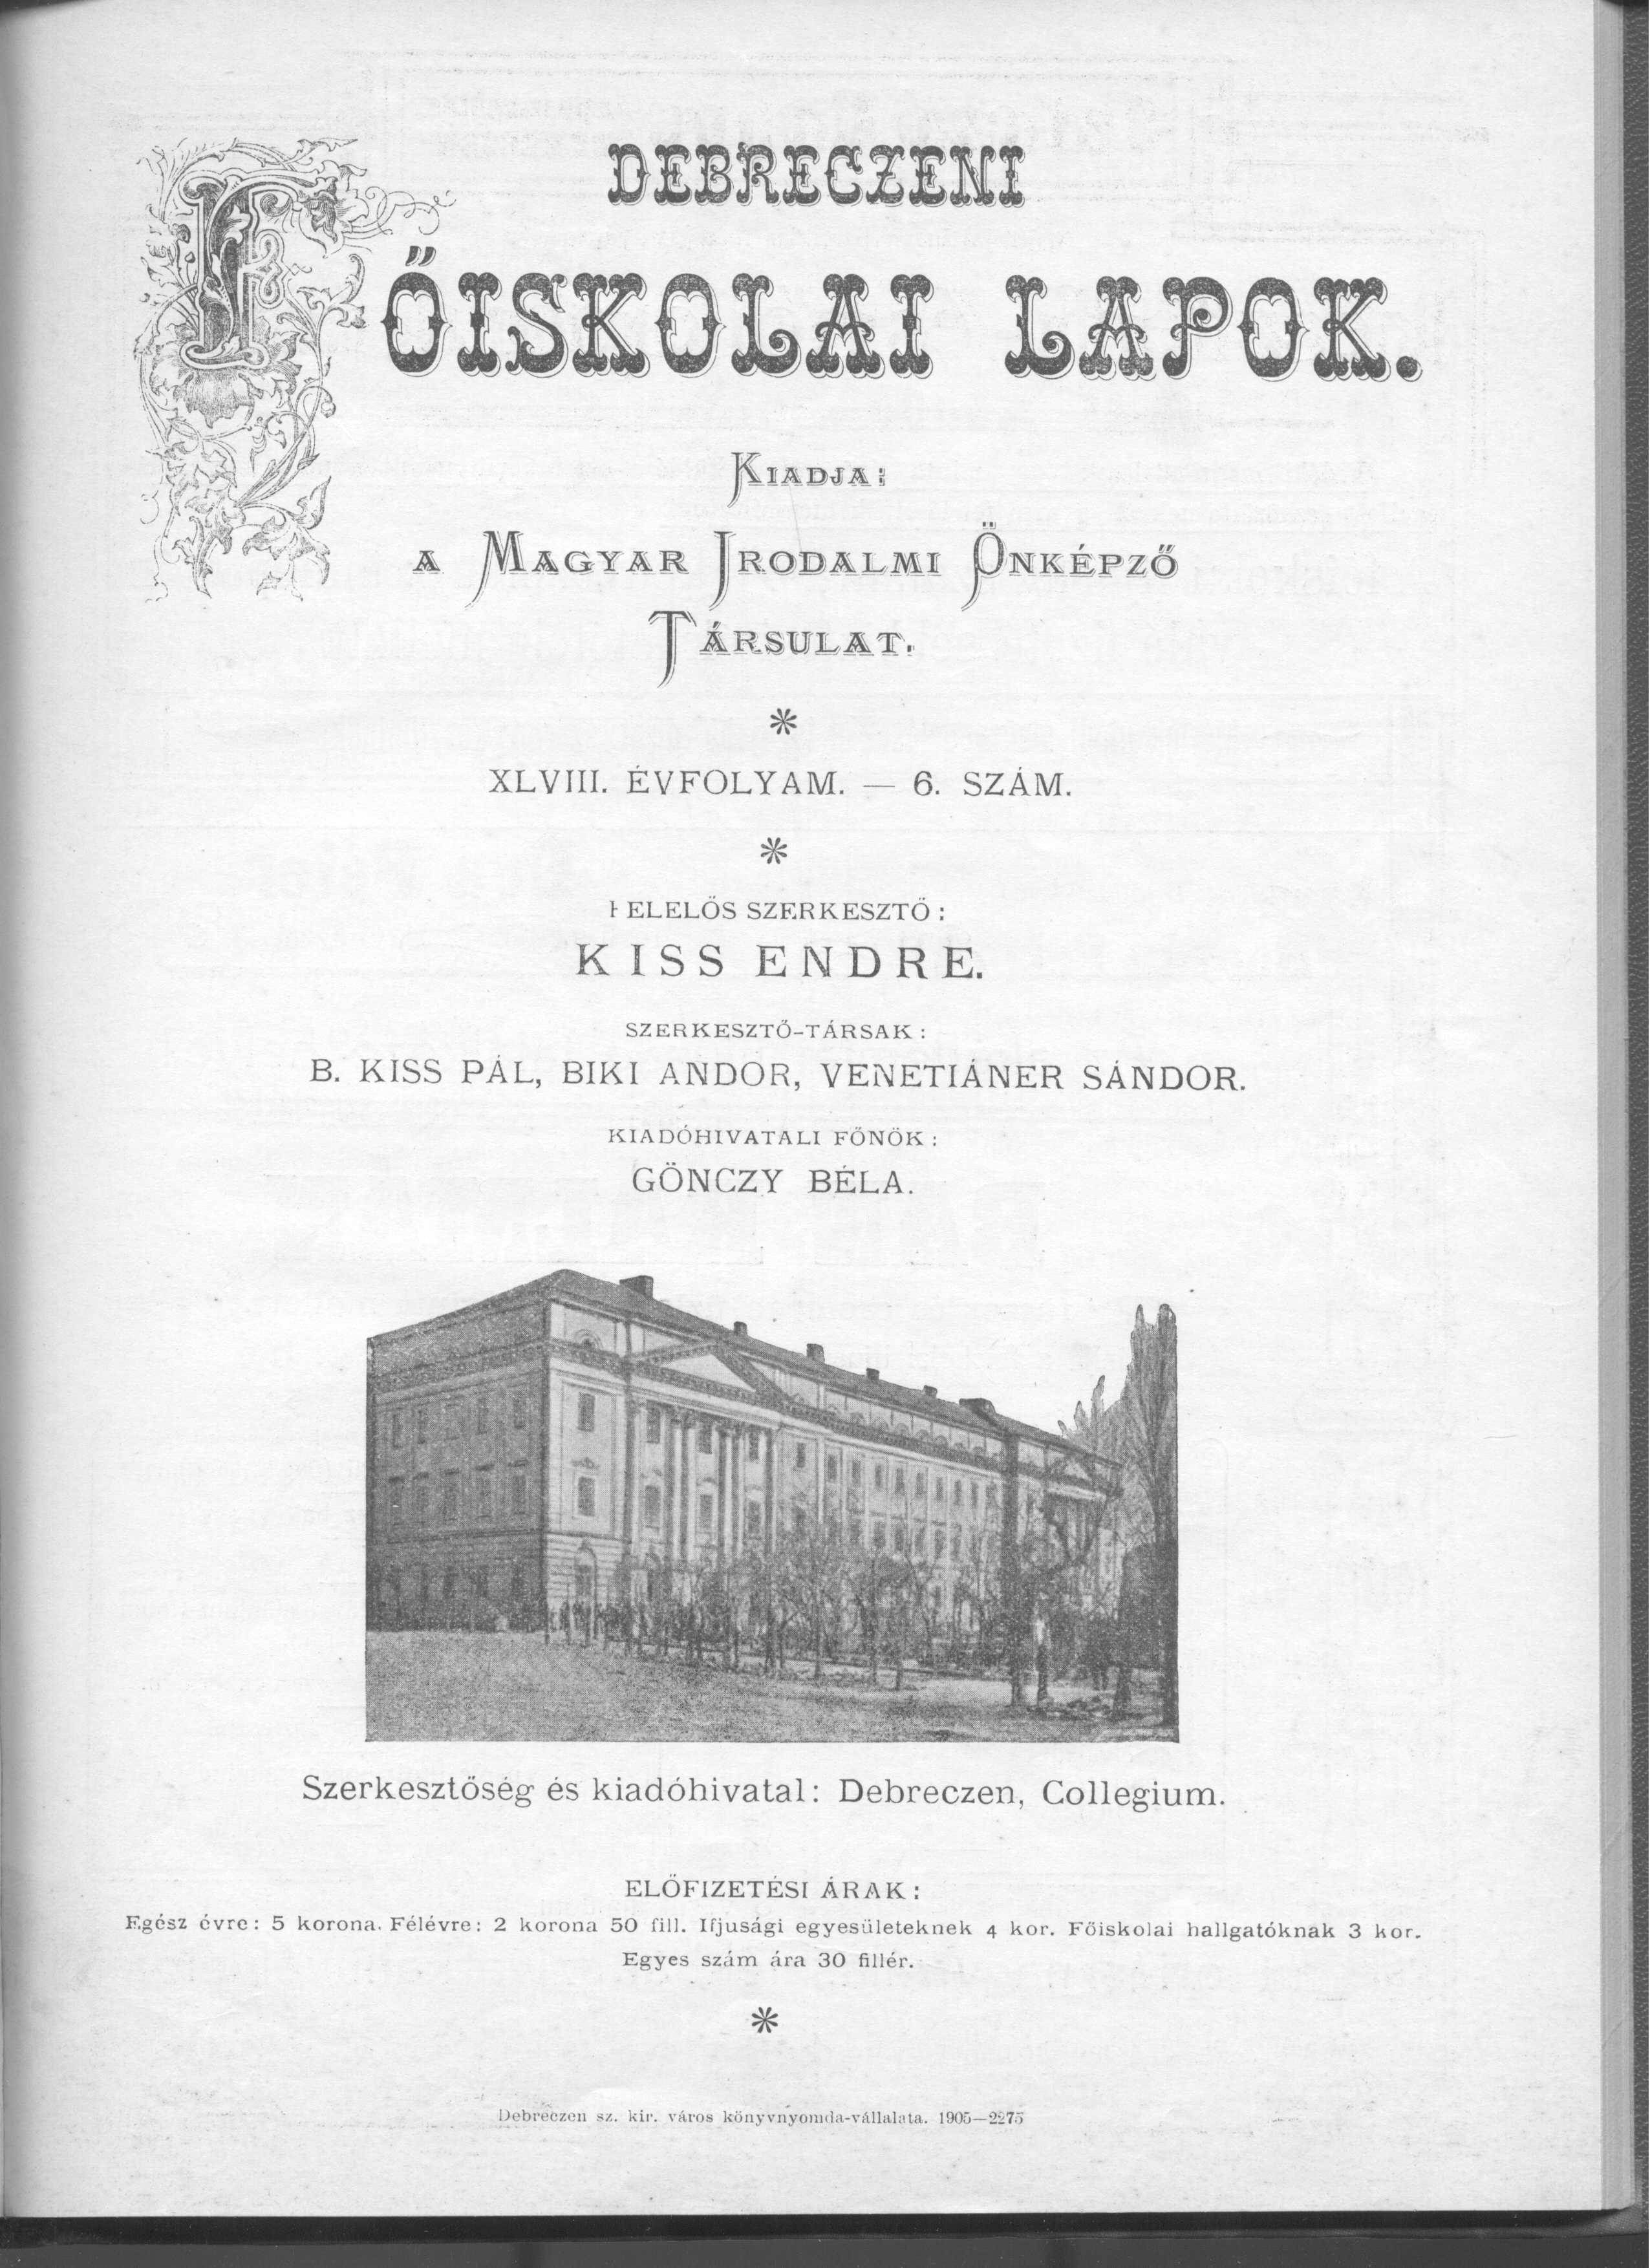 DEBRECZENI
FŐISKOLAI LAPOK.
KIADJA:
A MAGYAR IRODALMI ÖNKÉPZŐ
TÁRSULAT.
XLVIII. ÉVFOLYAM. — 6. SZÁM.
FELELŐS SZERKESZTŐ:
KISS ENDRE.
SZERKESZTŐ-TÁRSAK:
B. KISS PÁL, BIKI ANDOR, VENETIÁNER SÁNDOR.
KIADÓHIVATALI FŐNÖK:
GÖNCZY BÉLA.
Szerkesztőség és kiadóhivatal: Debreczen, Collegium.
ELŐFIZETÉSI ÁRAK:
Egész évre: 5 korona. Félévre: 2 korona 50 fill. Ifjusági egyesületeknek 4 kor. Főiskolai hallgatóknak 3 kor.
Egyes szám ára 30 fillér.
Debreczen sz. kir. város könyvnyomda-vállalata. 1905—2275